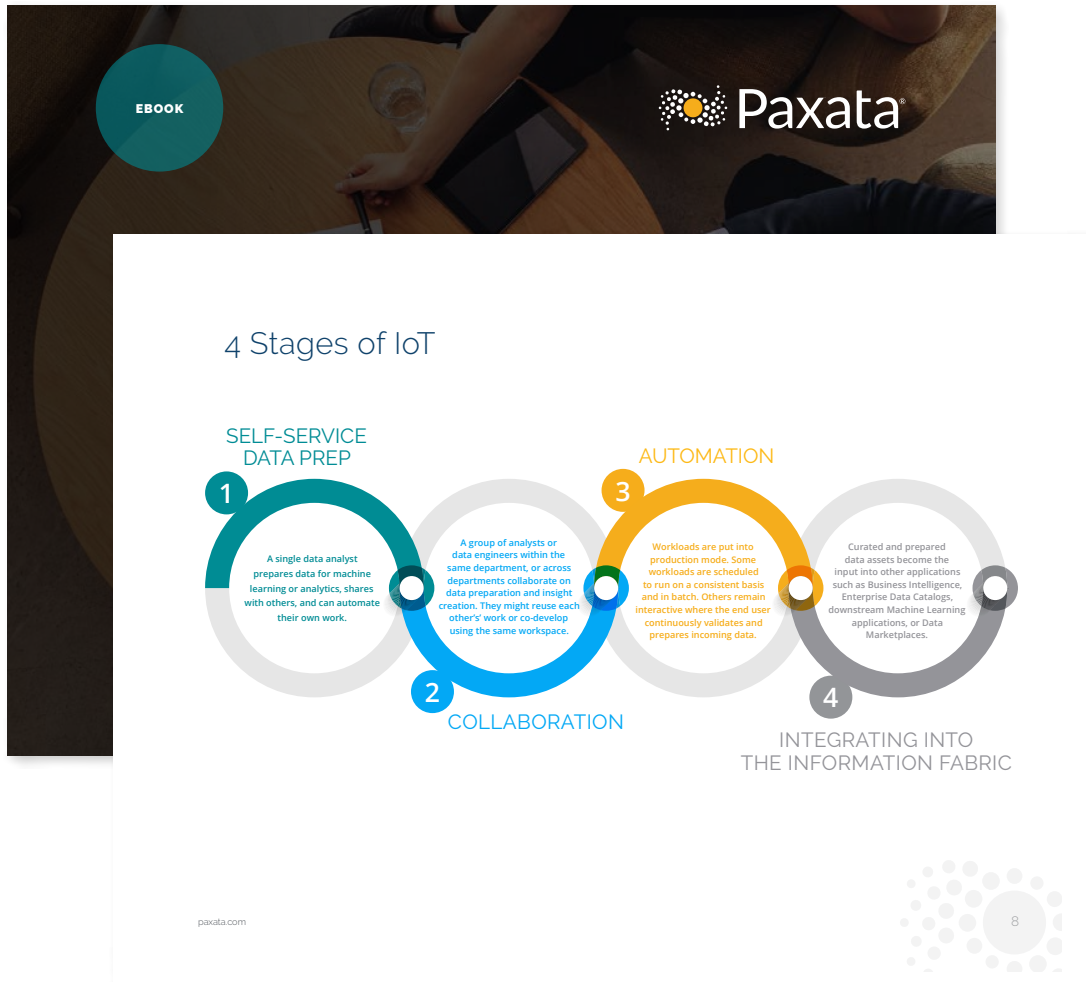 EBOOK
Paxata®
4 Stages of IoT
SELF-SERVICE
DATA PREP
1
A single data analyst
prepares data for machine
learning or analytics, shares
with others, and can automate
their own work.
2
COLLABORATION
A group of analysts or
data engineers within the
same department, or across
departments collaborate on
data preparation and insight
creation. They might reuse each
others' work or co-develop
using the same workspace.
AUTOMATION
3
Workloads are put into
production mode. Some
workloads are scheduled
to run on a consistent basis
and in batch. Others remain
interactive where the end user
continuously validates and
prepares incoming data.
Curated and prepared
data assets become the
input into other applications
such as Business Intelligence,
Enterprise Data Catalogs,
downstream Machine Learning
applications, or Data
Marketplaces.
4
INTEGRATING INTO
THE INFORMATION FABRIC
paxata.com
8